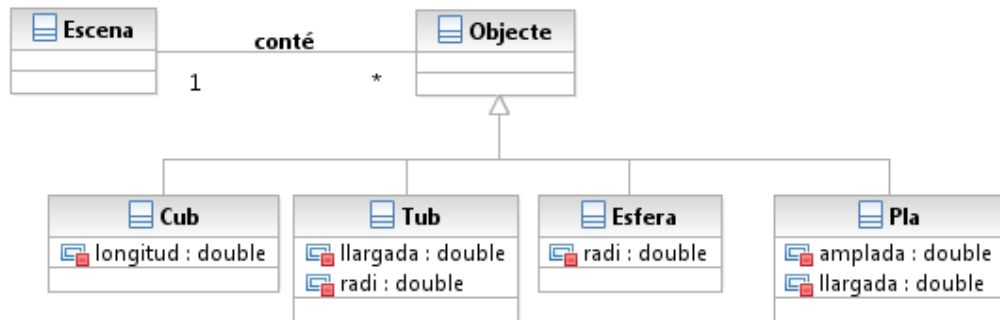 Escena
conté
Objecte
1
*
Cub
longitud : double
Tub
llargada : double
radi : double
Esfera
radi : double
Pla
amplada : double
llargada : double